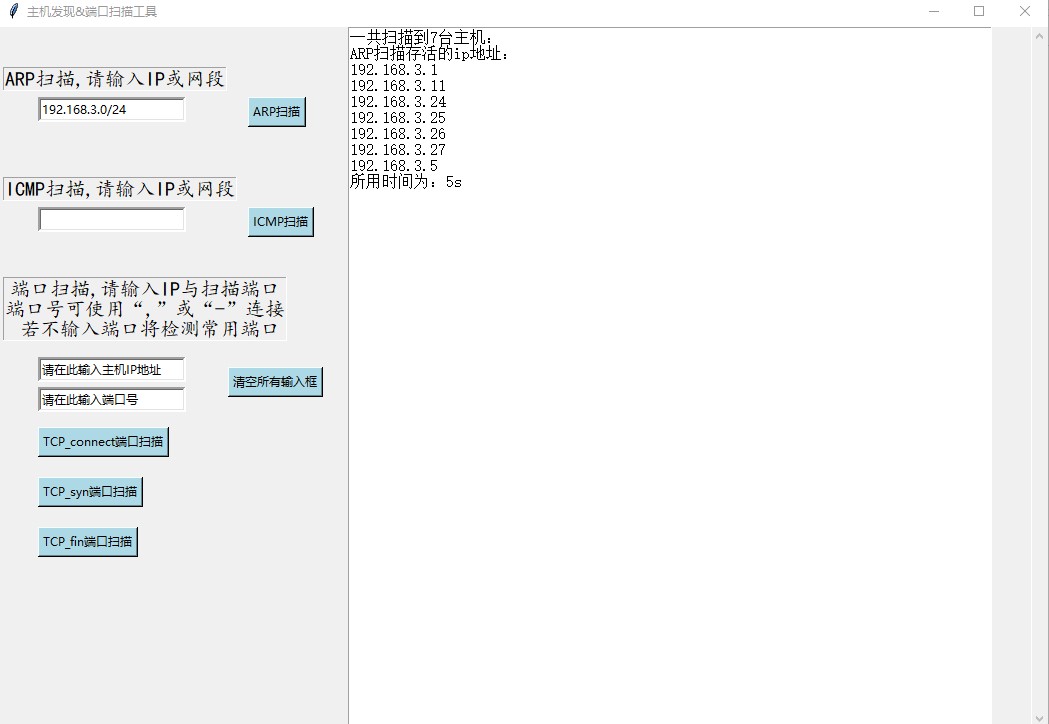 主机发现&端口扫描工具
ARP扫描,请输入IP或网段
192.168.3.0/24
ARP扫描
ICMP扫描,请输入IP或网段
ICMP扫描
端口扫描,请输入IP与扫描端口
端口号可使用“,”或“-”连接
若不输入端口将检测常用端口
请在此输入主机IP地址
请在此输入端口号
清空所有输入框
TCP_connect端口扫描
TCP_syn端口扫描
TCP_fin端口扫描
一共扫描到7台主机:
ARP扫描存活的ip地址:
192.168.3.1
192.168.3.11
192.168.3.24
192.168.3.25
192.168.3.26
192.168.3.27
192.168.3.5
所用时间为: 5s